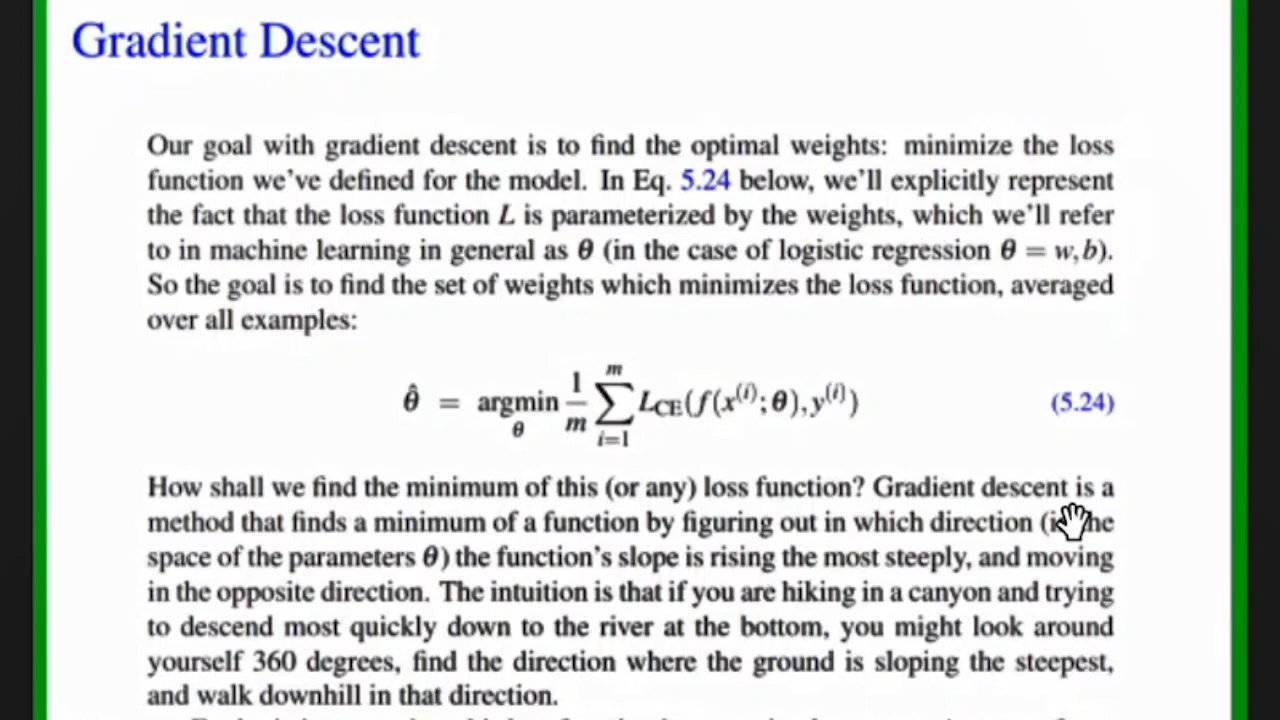 Gradient Descent
Our goal with gradient descent is to find the optimal weights: minimize the loss
function we've defined for the model. In Eq. 5.24 below, we'll explicitly represent
the fact that the loss function L is parameterized by the weights, which we'll refer
to in machine learning in general as θ (in the case of logistic regression θ = w,b).
So the goal is to find the set of weights which minimizes the loss function, averaged
over all examples:
θ̂ = argmin_θ 1/m ∑_{i=1}^{m} L_CE(f(x^(i);θ),y^(i)) (5.24)
How shall we find the minimum of this (or any) loss function? Gradient descent is a
method that finds a minimum of a function by figuring out in which direction (in the
space of the parameters θ) the function's slope is rising the most steeply, and moving
in the opposite direction. The intuition is that if you are hiking in a canyon and trying
to descend most quickly down to the river at the bottom, you might look around
yourself 360 degrees, find the direction where the ground is sloping the steepest,
and walk downhill in that direction.